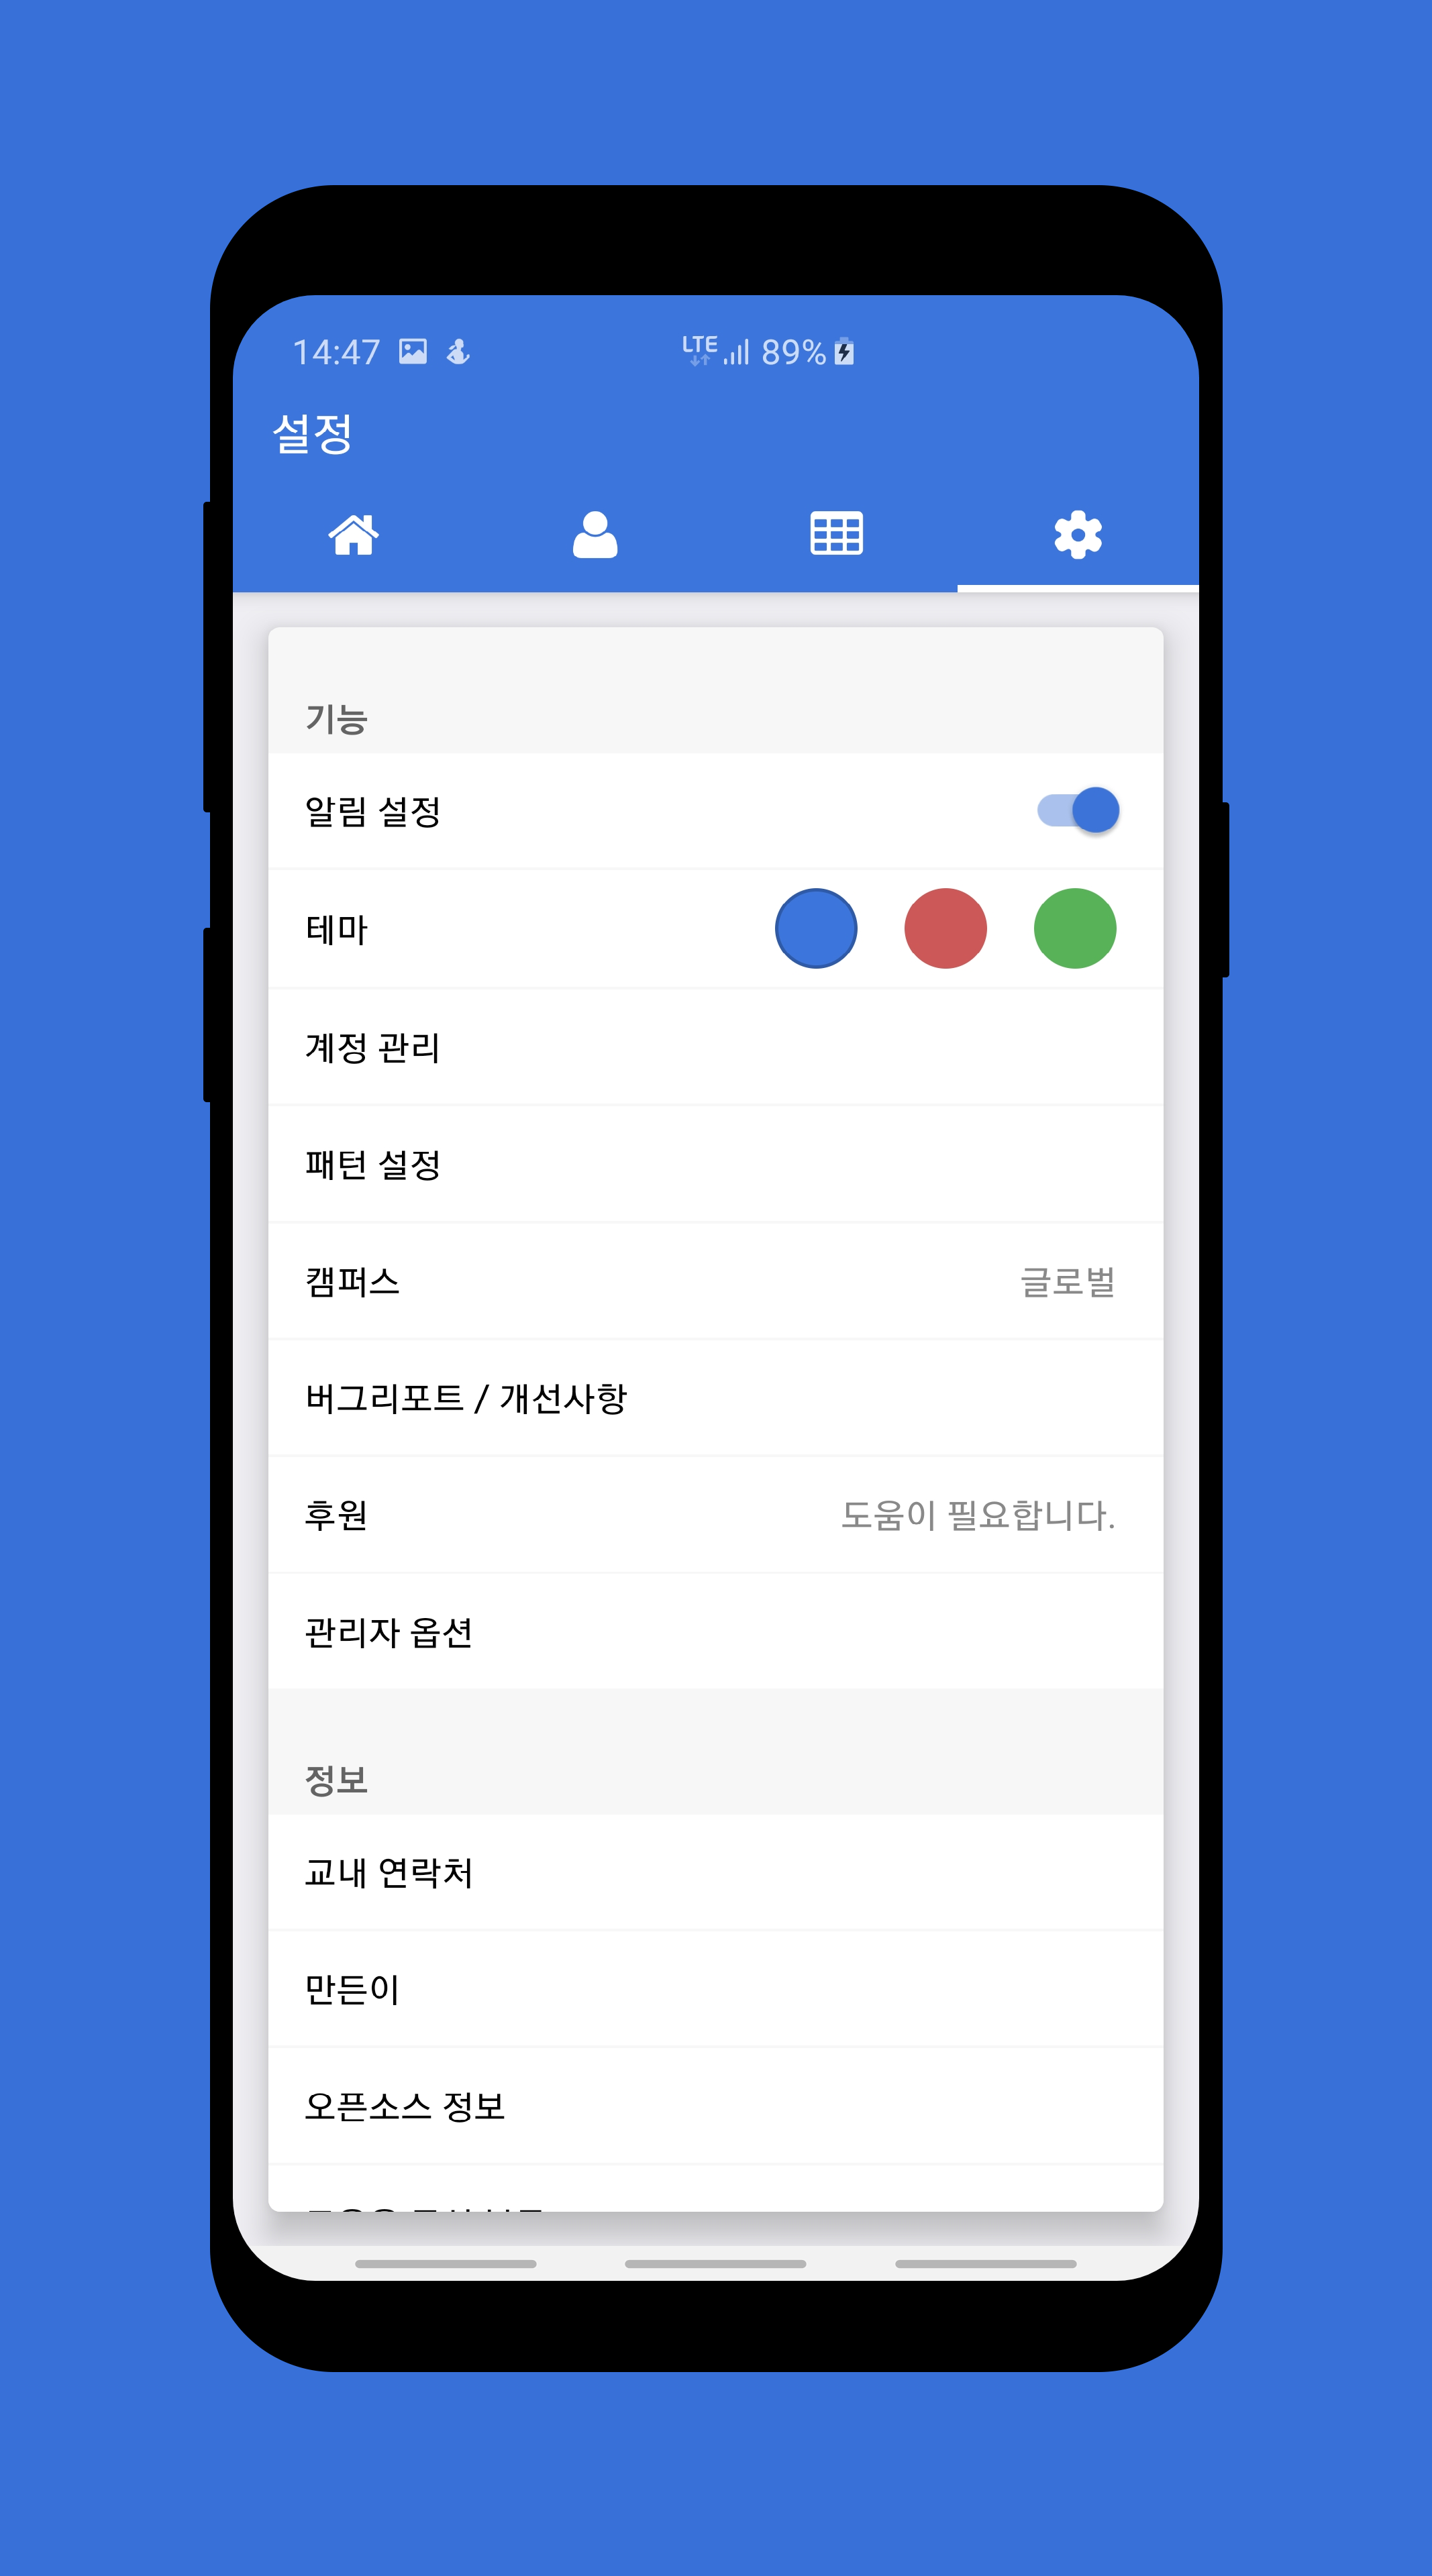 14:47 LTE 89%
설정
기능
알림 설정
테마
계정 관리
패턴 설정
캠퍼스 글로벌
버그리포트 / 개선사항
후원 도움이 필요합니다.
관리자 옵션
정보
교내 연락처
만든이
오픈소스 정보